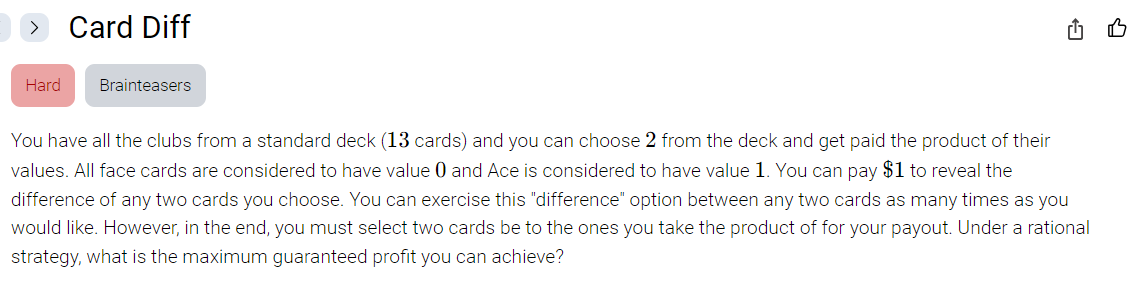 Card Diff
Hard
Brainteasers
You have all the clubs from a standard deck (13 cards) and you can choose 2 from the deck and get paid the product of their
values. All face cards are considered to have value 0 and Ace is considered to have value 1. You can pay $1 to reveal the
difference of any two cards you choose. You can exercise this "difference" option between any two cards as many times as you
would like. However, in the end, you must select two cards be to the ones you take the product of for your payout. Under a rational
strategy, what is the maximum guaranteed profit you can achieve?